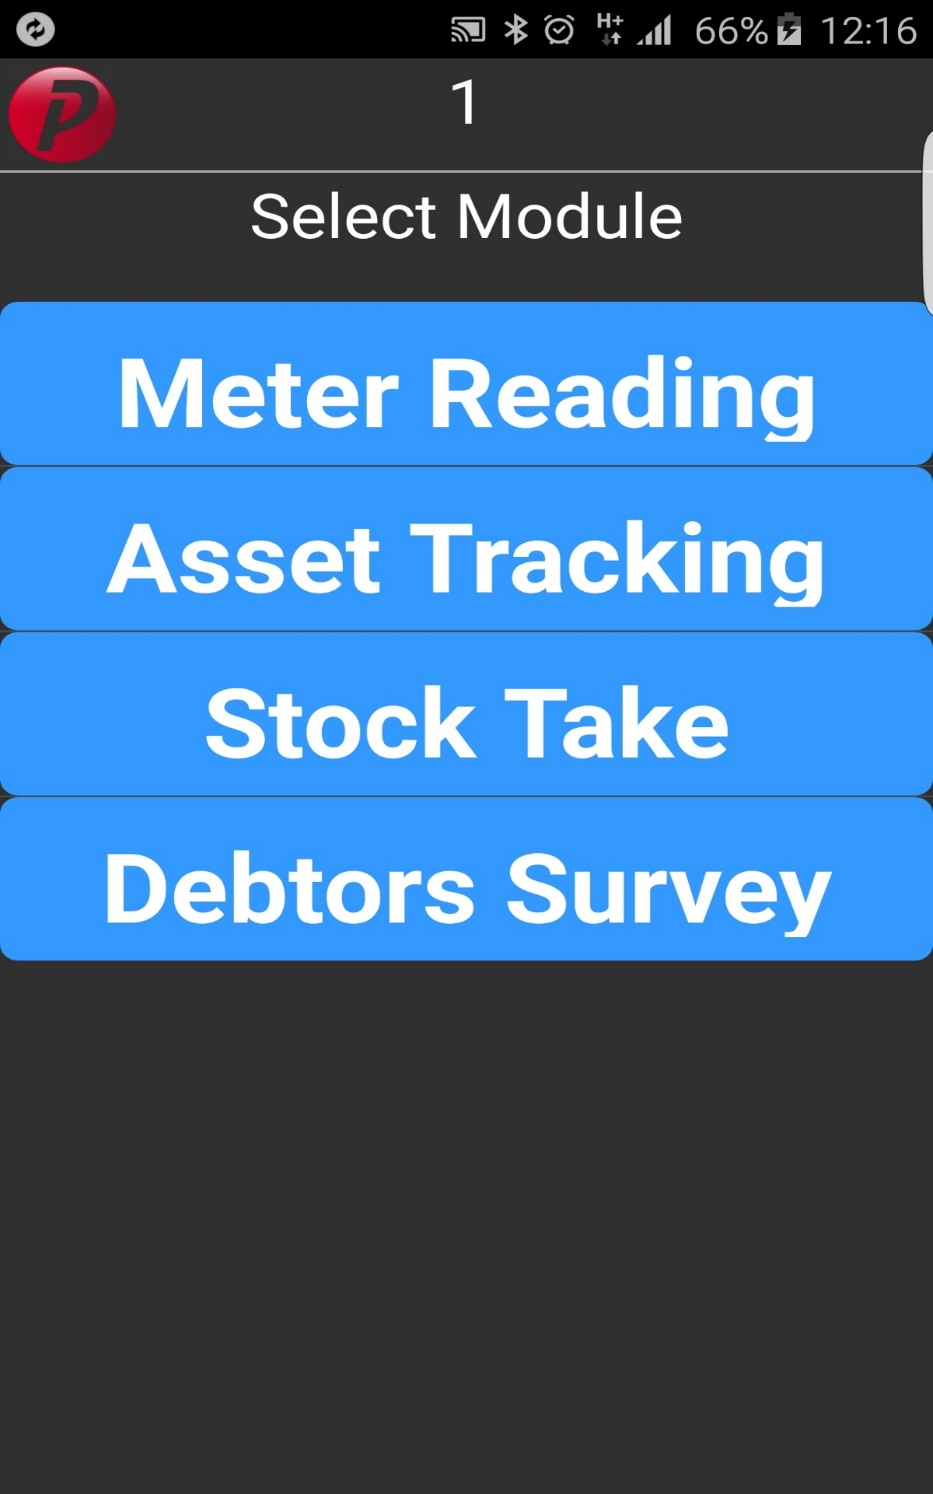 H+ 66% 12:16
P 1
Select Module
Meter Reading
Asset Tracking
Stock Take
Debtors Survey